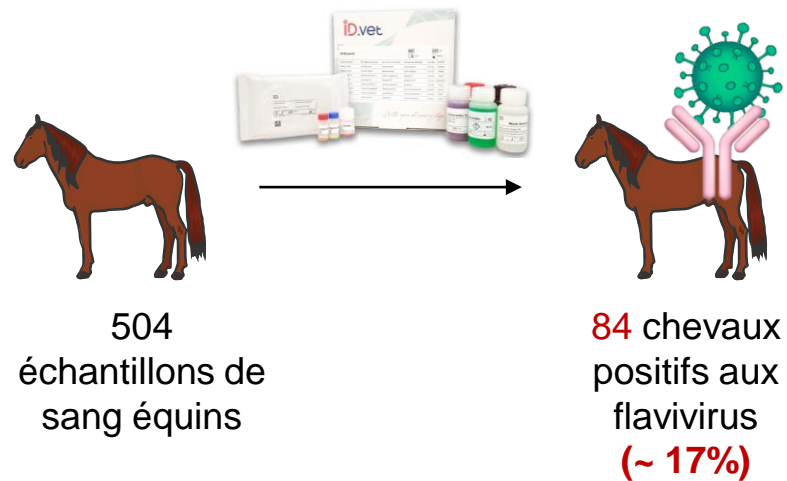 iD.vet
504
échantillons de
sang équins
84 chevaux
positifs aux
flavivirus
(~ 17%)